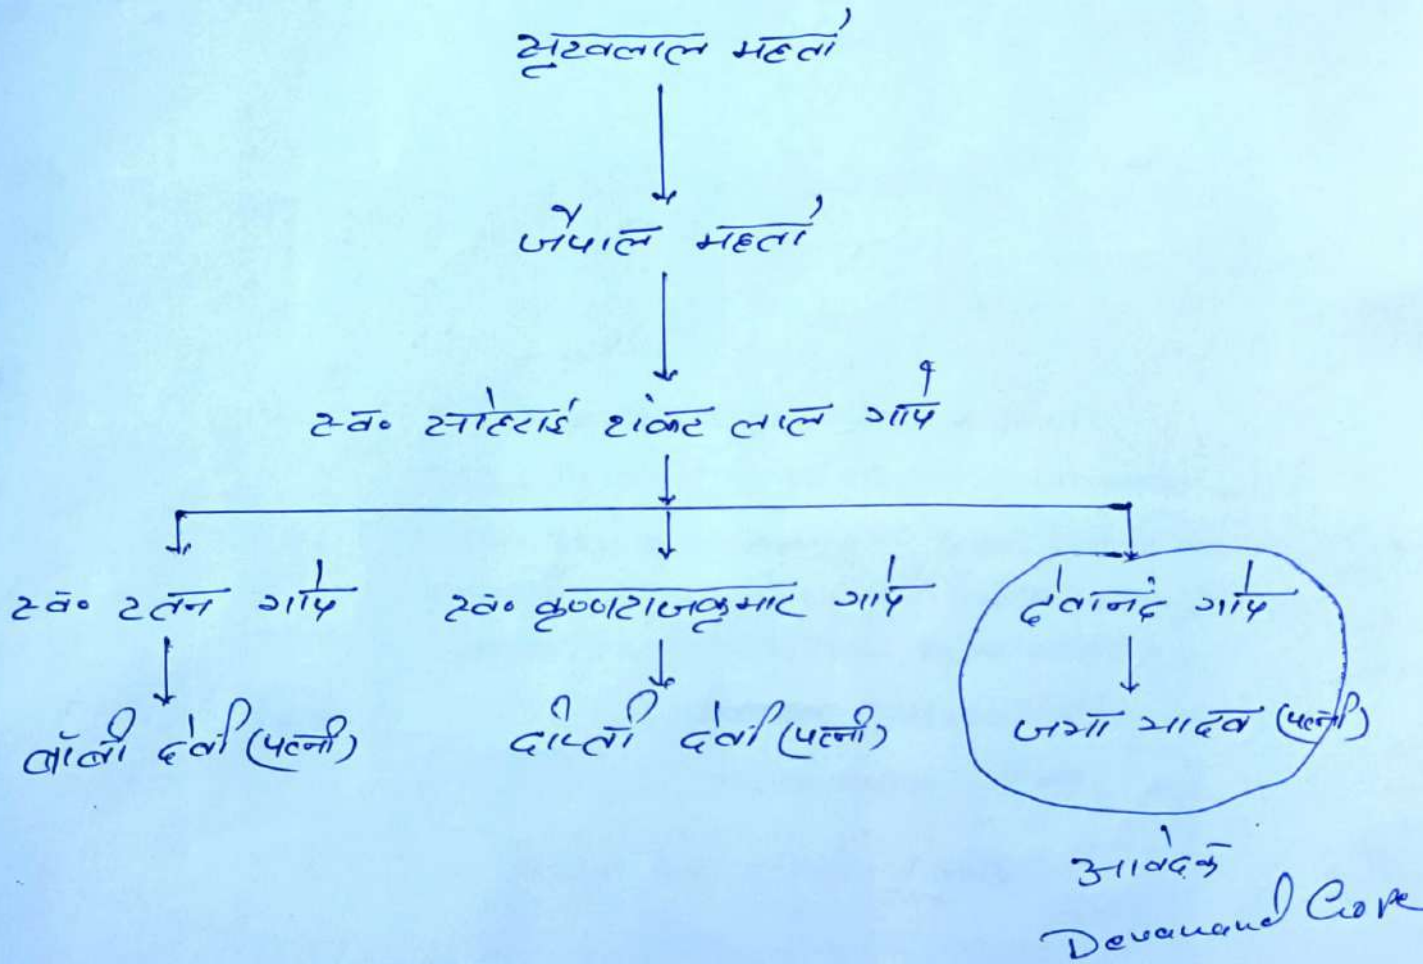 सुखलाल महतो
जैपाल महतो
स्व० सोहराई शंकर लाल गोप
स्व० रतन गोप स्व० कृष्णराजकुमार गोप देवानंद गोप
बॉबी देवी (पत्नी) दीप्ती देवी (पत्नी) जया यादव (पत्नी)
आवेदक
Devanand Gope